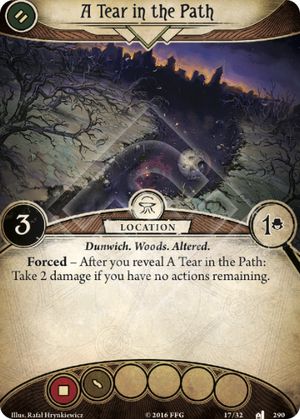 A Tear in the Path
3
LOCATION
1
Dunwich. Woods. Altered.
Forced – After you reveal A Tear in the Path:
Take 2 damage if you have no actions remaining.
Illus. Rafał Hrynkiewicz
© 2016 FFG
17/32
290